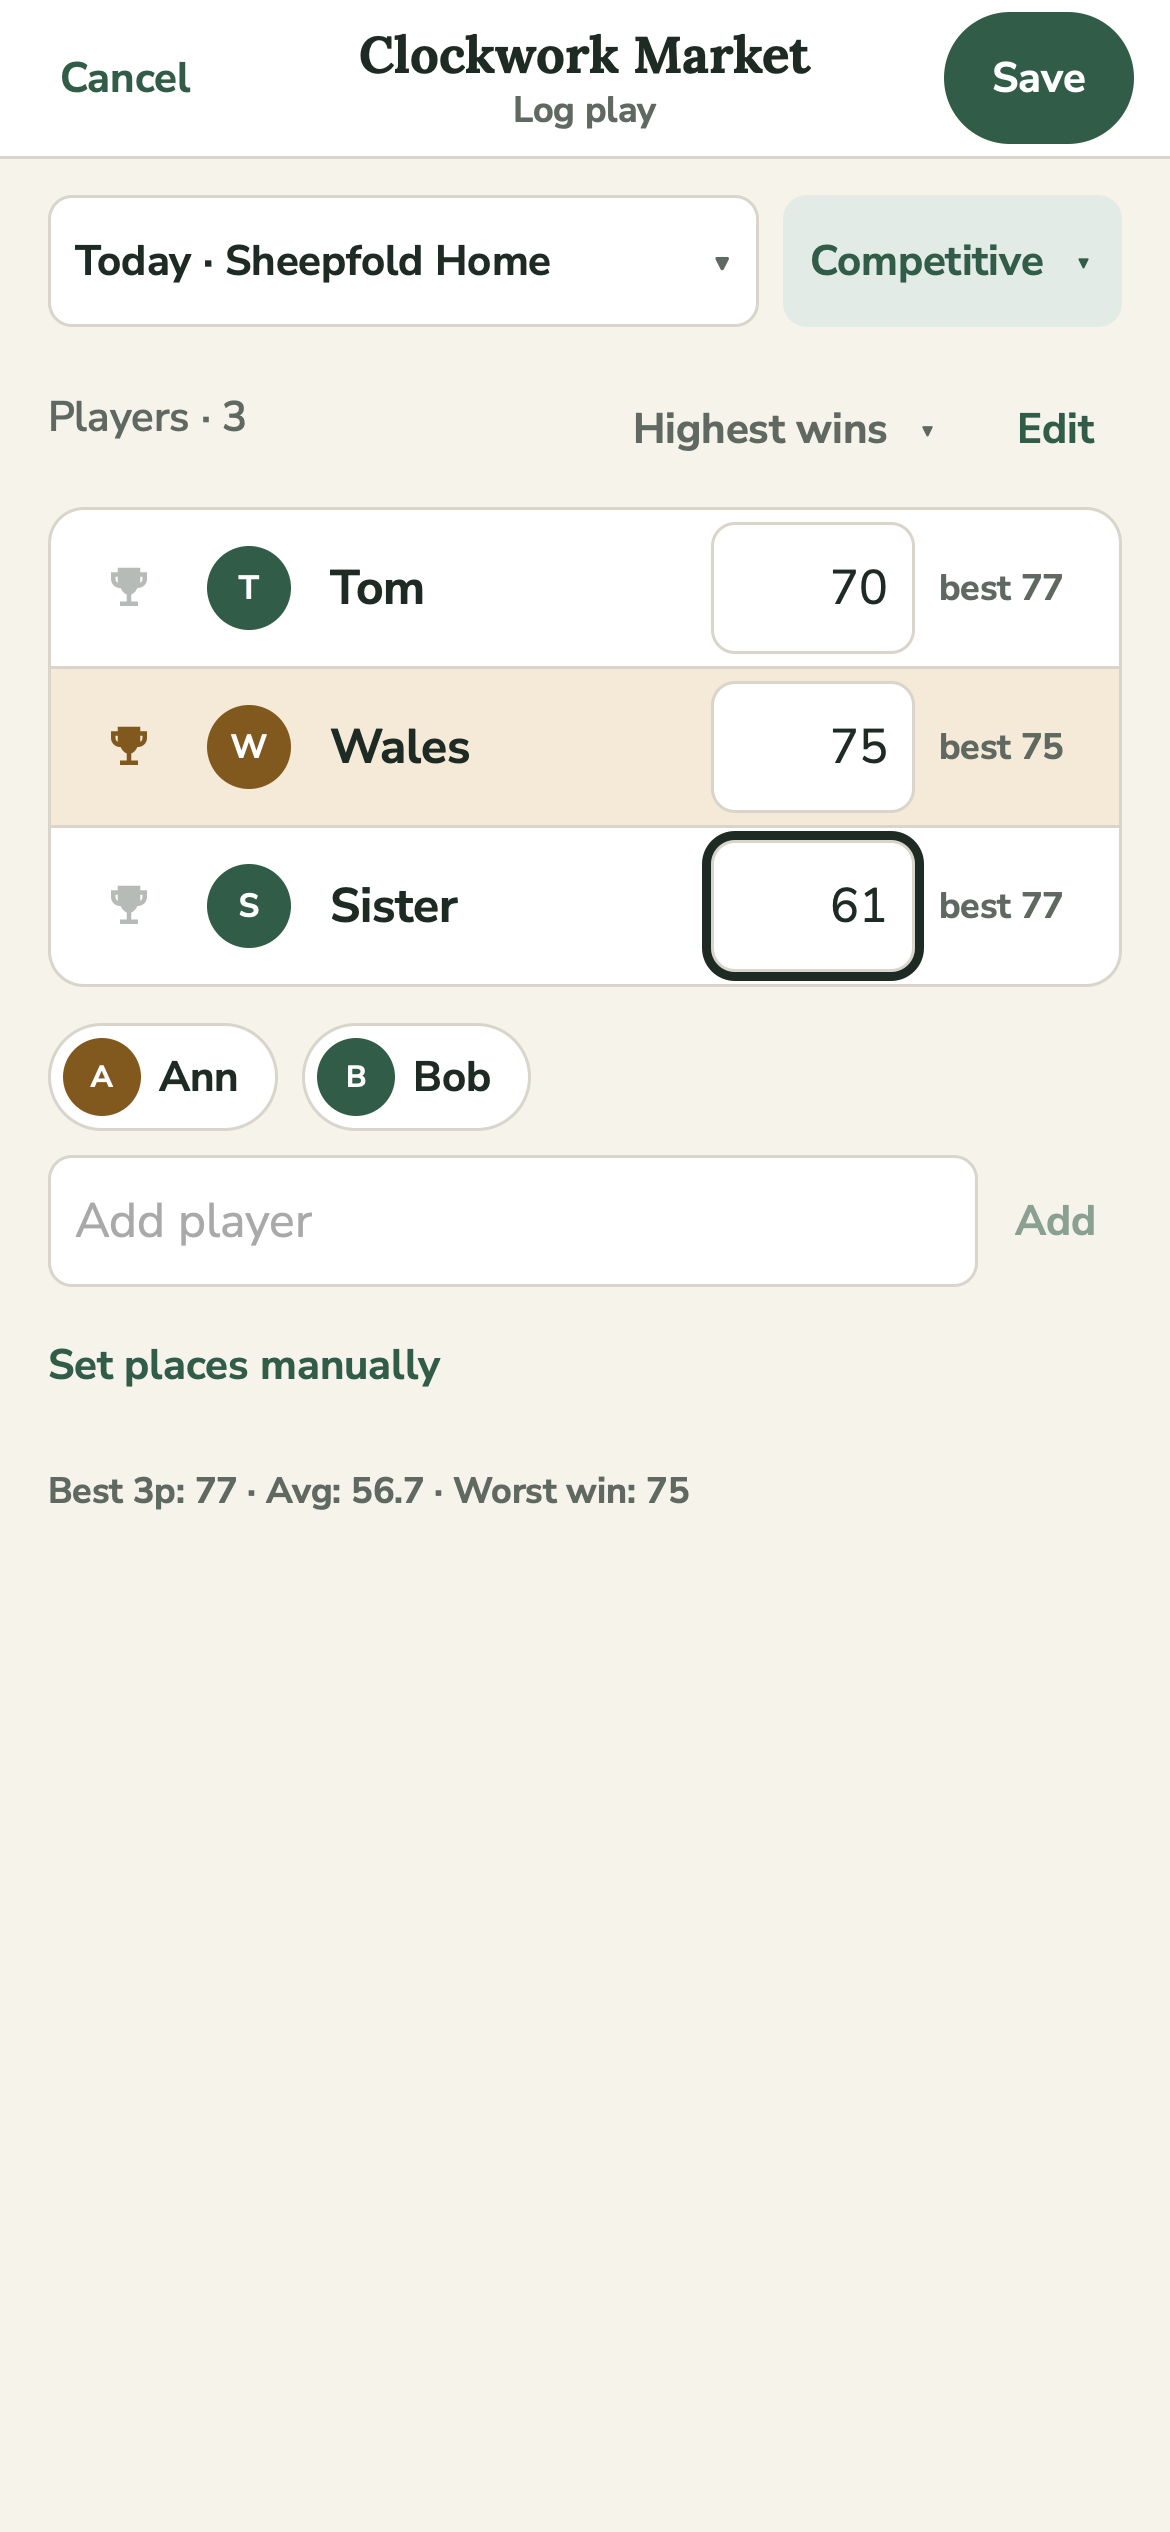 Cancel
Clockwork Market
Log play
Save
Today · Sheepfold Home ▾
Competitive ▾
Players · 3
Highest wins ▾
Edit
T Tom 70 best 77
W Wales 75 best 75
S Sister 61 best 77
A Ann B Bob
Add player Add
Set places manually
Best 3p: 77 · Avg: 56.7 · Worst win: 75